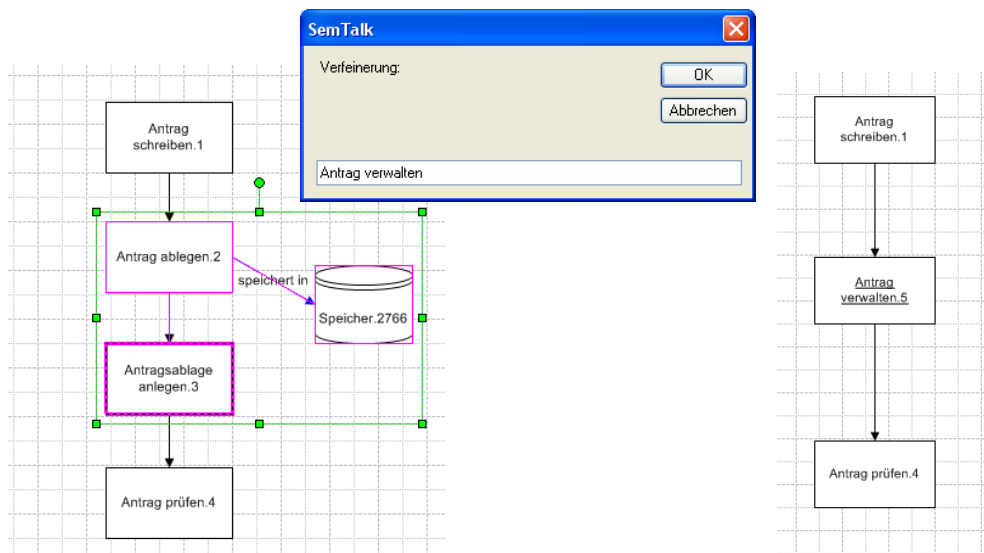 SemTalk
Verfeinerung:
OK
Abbrechen
Antrag verwalten
Antrag
schreiben.1
Antrag ablegen.2
speichert in
Speicher.2766
Antragsablage
anlegen.3
Antrag prüfen.4
Antrag
schreiben.1
Antrag
verwalten.5
Antrag prüfen.4